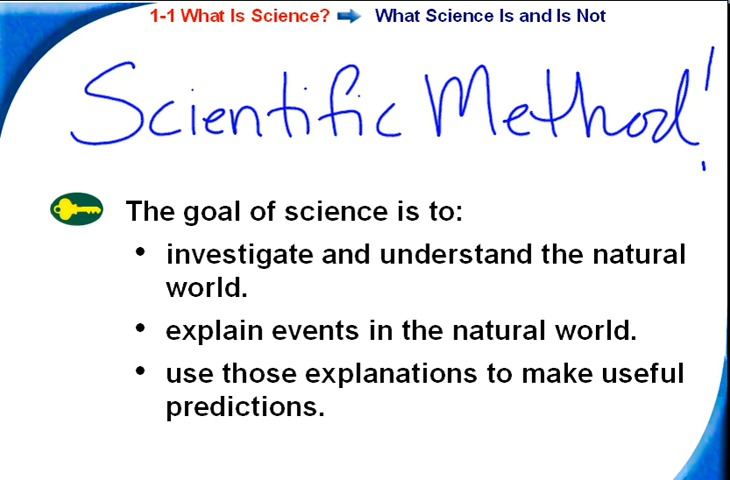 1-1 What Is Science? What Science Is and Is Not
Scientific Method!
The goal of science is to:
• investigate and understand the natural
world.
• explain events in the natural world.
• use those explanations to make useful
predictions.